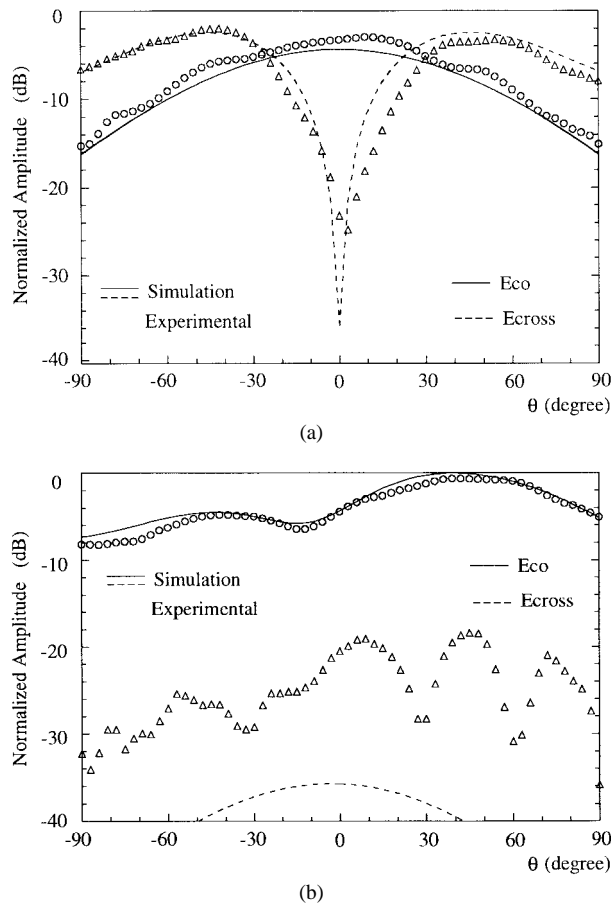 0
-10
-20
-30
-40
Normalized Amplitude (dB)
Simulation
Experimental
Eco
Ecross
-90
-60
-30
0
30
60
90
θ (degree)
(a)
0
-10
-20
-30
-40
Normalized Amplitude (dB)
Simulation
Experimental
Eco
Ecross
-90
-60
-30
0
30
60
90
θ (degree)
(b)